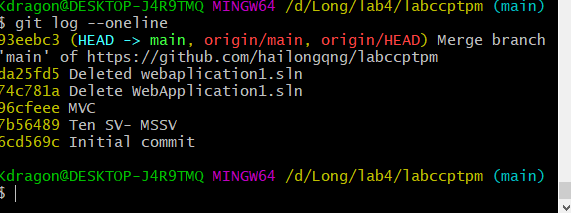 Kdragon@DESKTOP-J4R9TMQ MINGW64 /d/Long/lab4/labccptpm (main)
$ git log --oneline
93eebc3 (HEAD -> main, origin/main, origin/HEAD) Merge branch
'main' of https://github.com/hailongqng/labccptpm
da25fd5 Deleted webaplication1.sln
74c781a Delete WebApplication1.sln
96cfeee MVC
7b56489 Ten SV- MSSV
6cd569c Initial commit
Kdragon@DESKTOP-J4R9TMQ MINGW64 /d/Long/lab4/labccptpm (main)
$